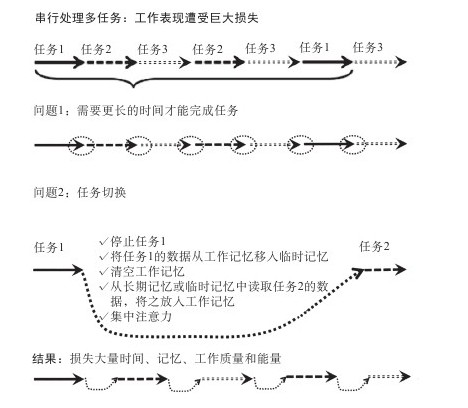 串行处理多任务：工作表现遭受巨大损失
任务1 任务2 任务3 任务2 任务3 任务1 任务3
问题1：需要更长的时间才能完成任务
问题2：任务切换
任务1 任务2
✓停止任务1
✓将任务1的数据从工作记忆移入临时记忆
✓清空工作记忆
✓从长期记忆或临时记忆中读取任务2的数
据，将之放入工作记忆
✓集中注意力
结果：损失大量时间、记忆、工作质量和能量